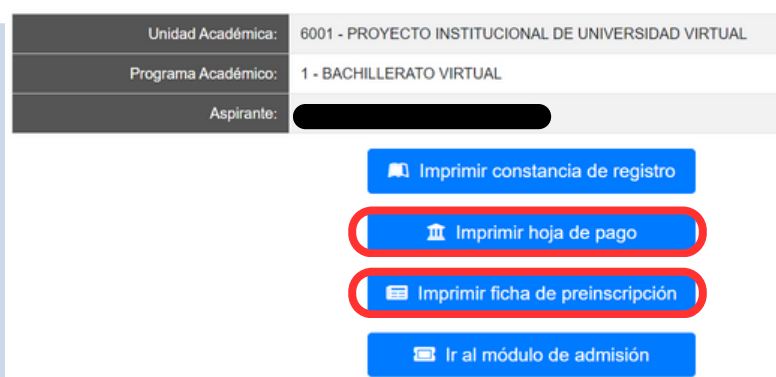 Unidad Académica: 6001 - PROYECTO INSTITUCIONAL DE UNIVERSIDAD VIRTUAL
Programa Académico: 1 - BACHILLERATO VIRTUAL
Aspirante:
Imprimir constancia de registro
Imprimir hoja de pago
Imprimir ficha de preinscripción
Ir al módulo de admisión